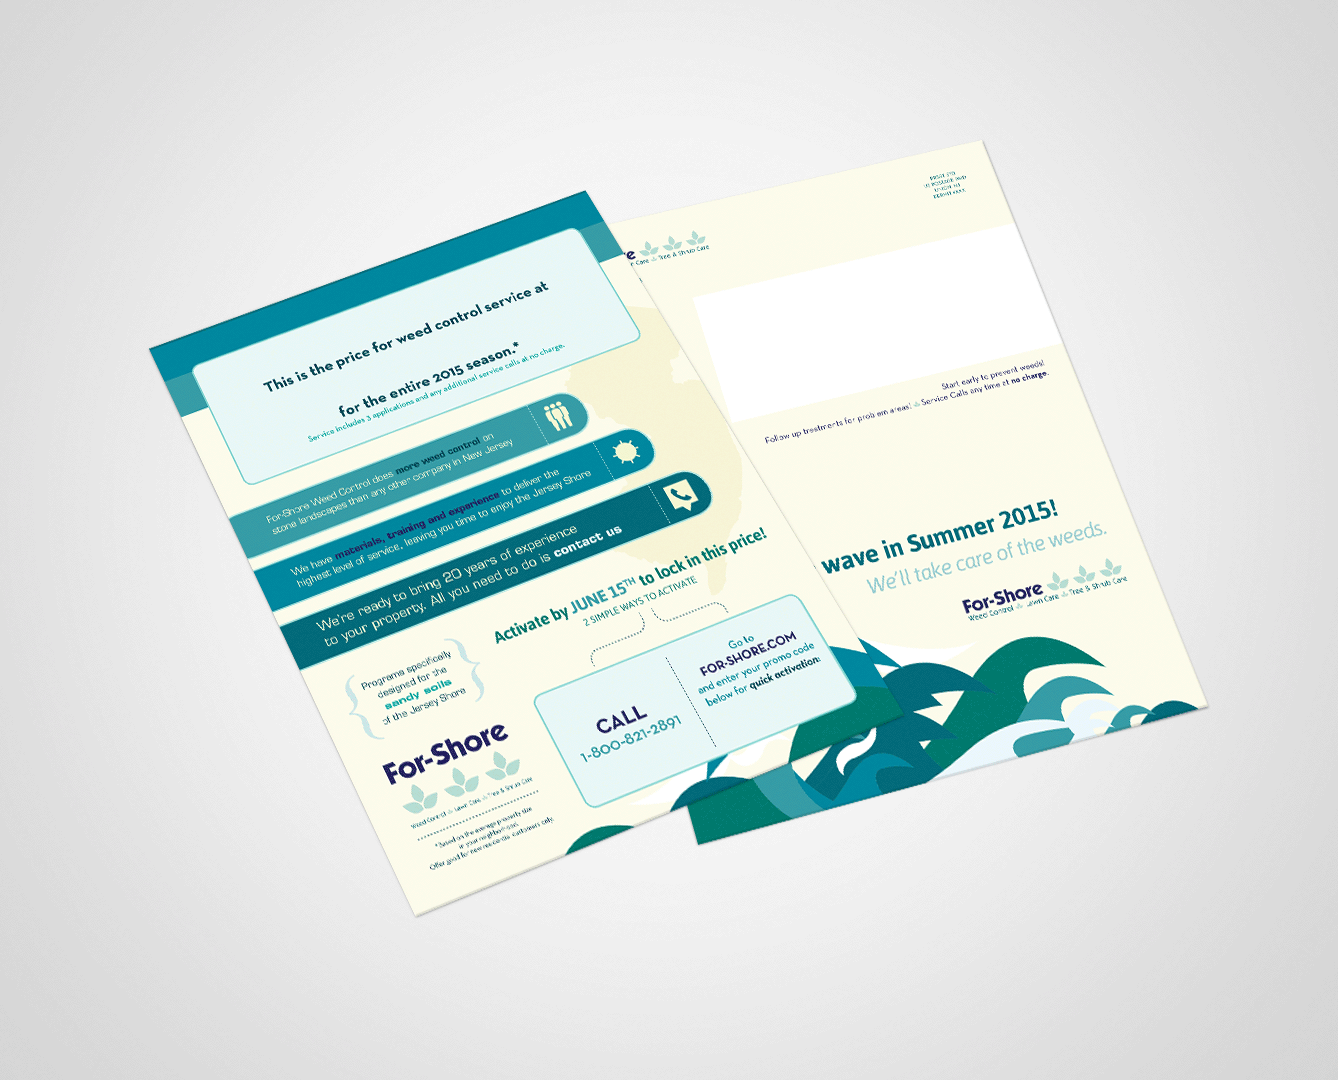 This is the price for weed control service at
for the entire 2015 season.*
Service includes 3 applications and any additional service calls at no charge.
For-Shore Weed Control does more weed control on
stone landscapes than any other company in New Jersey
We have materials, training and experience to deliver the
highest level of service, leaving you time to enjoy the Jersey Shore
We're ready to bring 20 years of experience
to your property. All you need to do is contact us
Activate by JUNE 15TH to lock in this price!
2 SIMPLE WAYS TO ACTIVATE
CALL
1-800-821-2891
Go to
FOR-SHORE.COM
and enter your promo code
below for quick activation:
Programs specifically
designed for the
sandy soils
of the Jersey Shore
For-Shore
Weed Control Lawn Care Tree & Shrub Care
*Based on the average property size
in your neighborhood.
Offer good for new residential customers only.
re
Care Tree & Shrub Care
Start early to prevent weeds!
Follow up treatments for problem areas! Service Calls any time at no charge.
wave in Summer 2015!
We'll take care of the weeds.
For-Shore
Weed Control Lawn Care Tree & Shrub Care